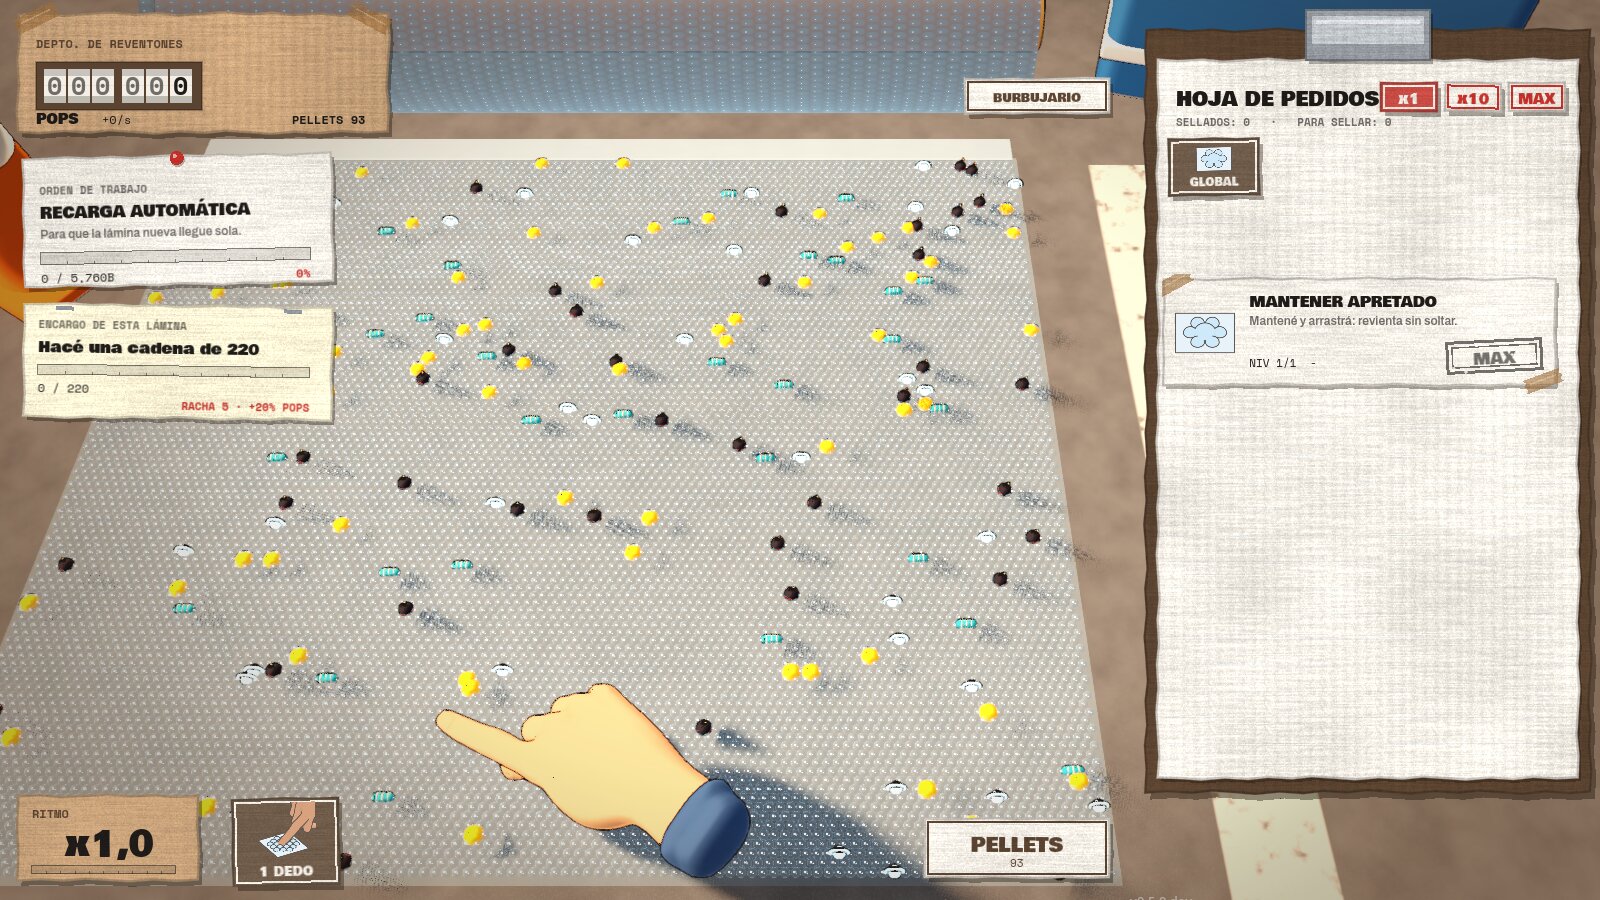 DEPTO. DE REVENTONES
000 000
POPS +0/s PELLETS 93
ORDEN DE TRABAJO
RECARGA AUTOMÁTICA
Para que la lámina nueva llegue sola.
0 / 5.760B 0%
ENCARGO DE ESTA LÁMINA
Hacé una cadena de 220
0 / 220
RACHA 5 · +20% POPS
RITMO
x1,0
1 DEDO
BURBUJARIO
PELLETS
93
HOJA DE PEDIDOS x1 x10 MAX
SELLADOS: 0 · PARA SELLAR: 0
GLOBAL
MANTENER APRETADO
Mantené y arrastrá: revienta sin soltar.
NIV 1/1 -
MAX